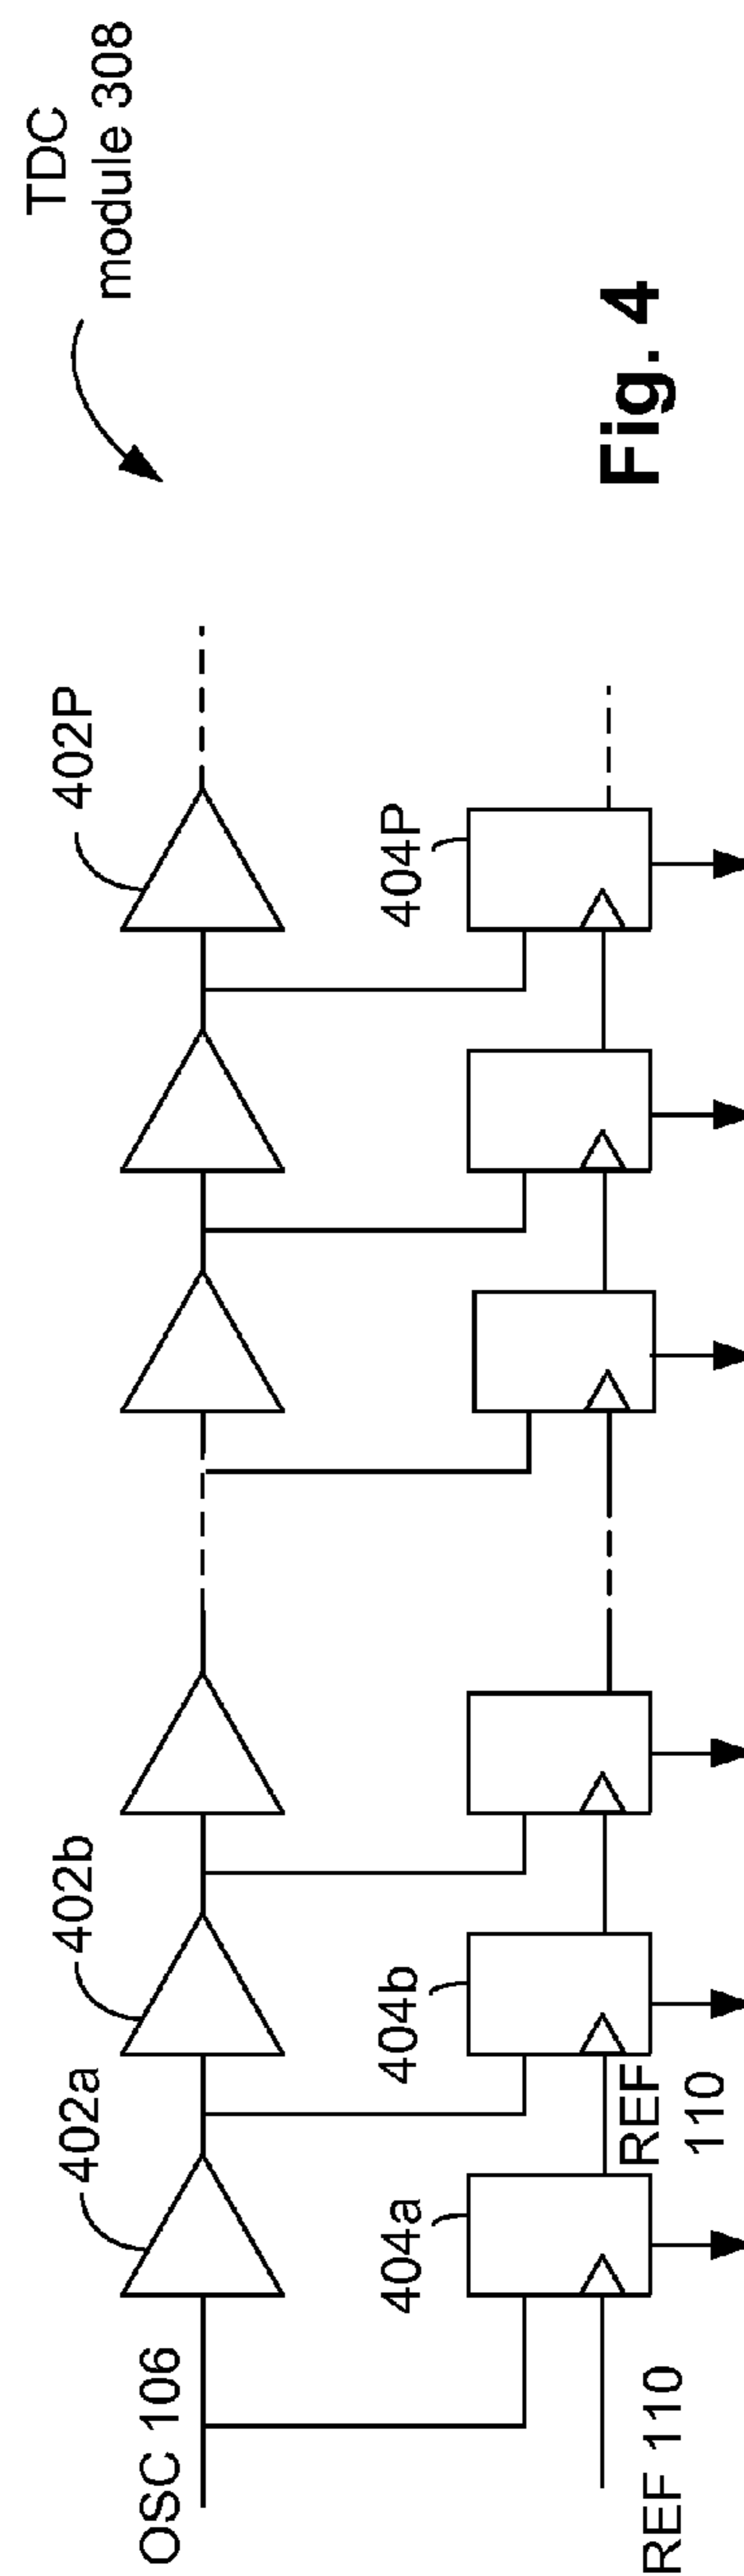 TDC
module 308
402P
402b
402a
OSC 106
404P
404b
404a
REF
110
REF 110
Fig. 4